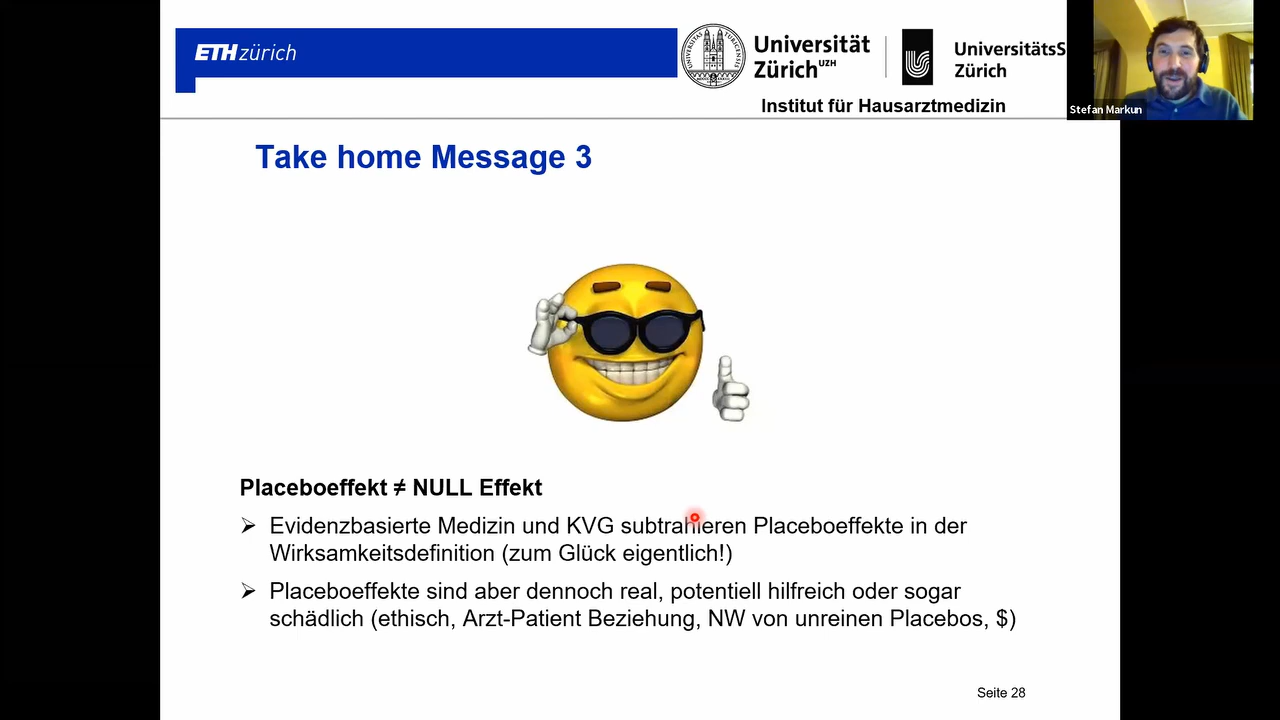 ETH zürich
Universität
Zürich UZH
UniversitätsS
Zürich
Institut für Hausarztmedizin
Stefan Markun
Take home Message 3
Placeboeffekt ≠ NULL Effekt
➢ Evidenzbasierte Medizin und KVG subtrahieren Placeboeffekte in der
Wirksamkeitsdefinition (zum Glück eigentlich!)
➢ Placeboeffekte sind aber dennoch real, potentiell hilfreich oder sogar
schädlich (ethisch, Arzt-Patient Beziehung, NW von unreinen Placebos, $)
Seite 28